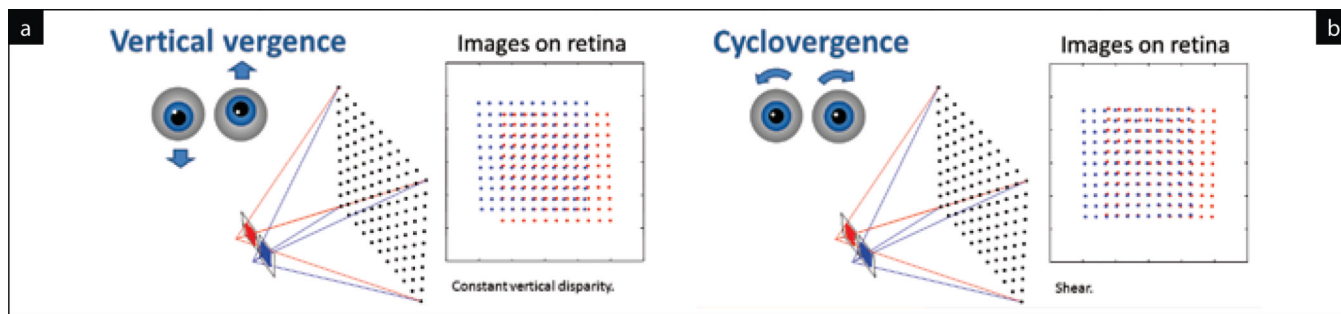 a
Vertical vergence
Images on retina
Constant vertical disparity.
b
Cyclovergence
Images on retina
Shear.